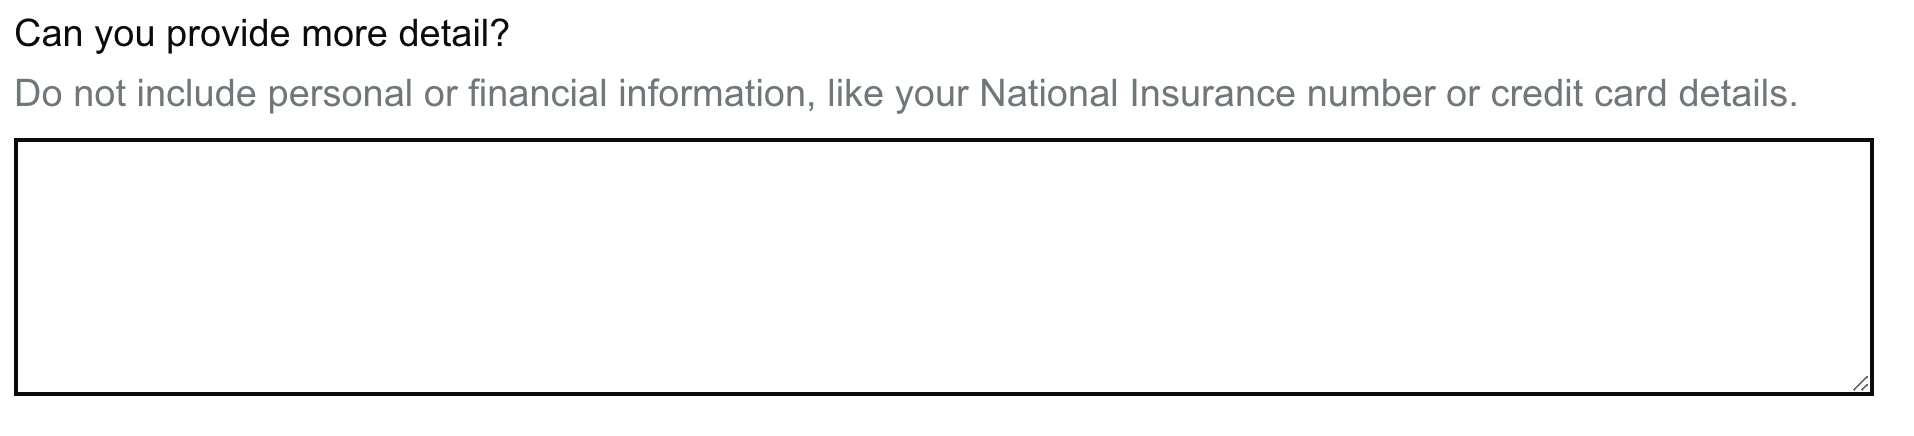 Can you provide more detail?
Do not include personal or financial information, like your National Insurance number or credit card details.